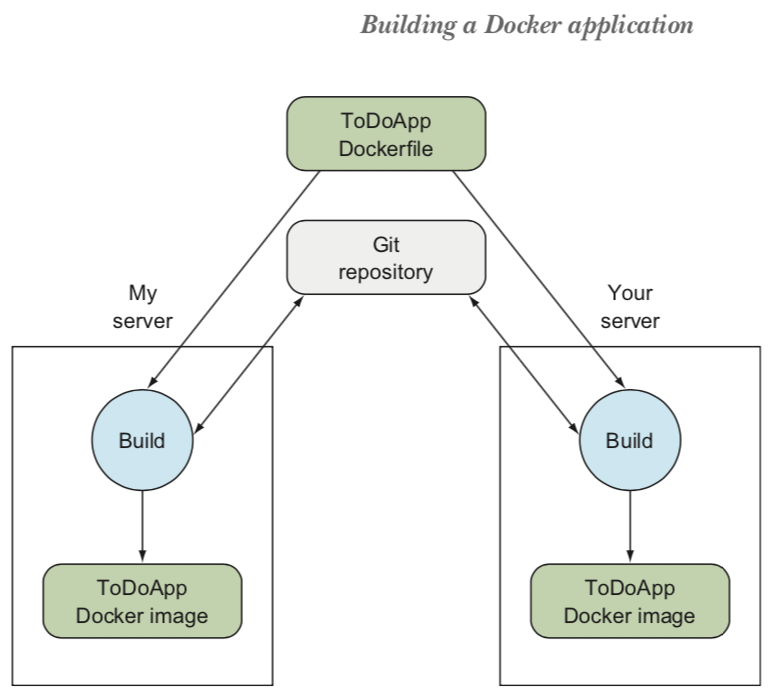 Building a Docker application
ToDoApp
Dockerfile
Git
repository
My
server
Your
server
Build
Build
ToDoApp
Docker image
ToDoApp
Docker image